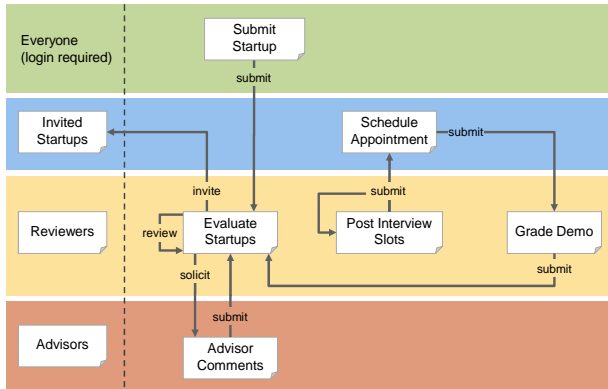 Everyone
(login required)
Submit
Startup
submit
Invited
Startups
Schedule
Appointment
submit
invite
submit
Reviewers
review
Evaluate
Startups
Post Interview
Slots
Grade Demo
solicit
submit
submit
Advisors
Advisor
Comments